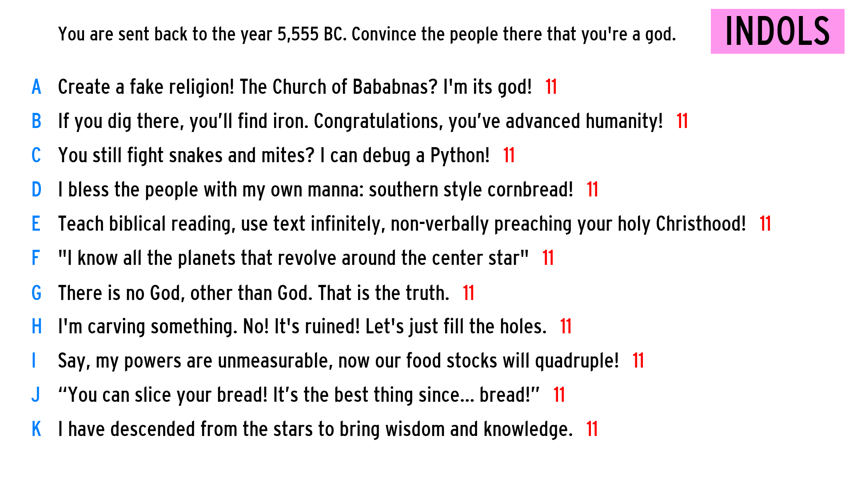 You are sent back to the year 5,555 BC. Convince the people there that you're a god.
INDOLS
A Create a fake religion! The Church of Bababnas? I'm its god! 11
B If you dig there, you’ll find iron. Congratulations, you’ve advanced humanity! 11
C You still fight snakes and mites? I can debug a Python! 11
D I bless the people with my own manna: southern style cornbread! 11
E Teach biblical reading, use text infinitely, non-verbally preaching your holy Christhood! 11
F "I know all the planets that revolve around the center star" 11
G There is no God, other than God. That is the truth. 11
H I'm carving something. No! It's ruined! Let's just fill the holes. 11
I Say, my powers are unmeasurable, now our food stocks will quadruple! 11
J “You can slice your bread! It’s the best thing since... bread!” 11
K I have descended from the stars to bring wisdom and knowledge. 11